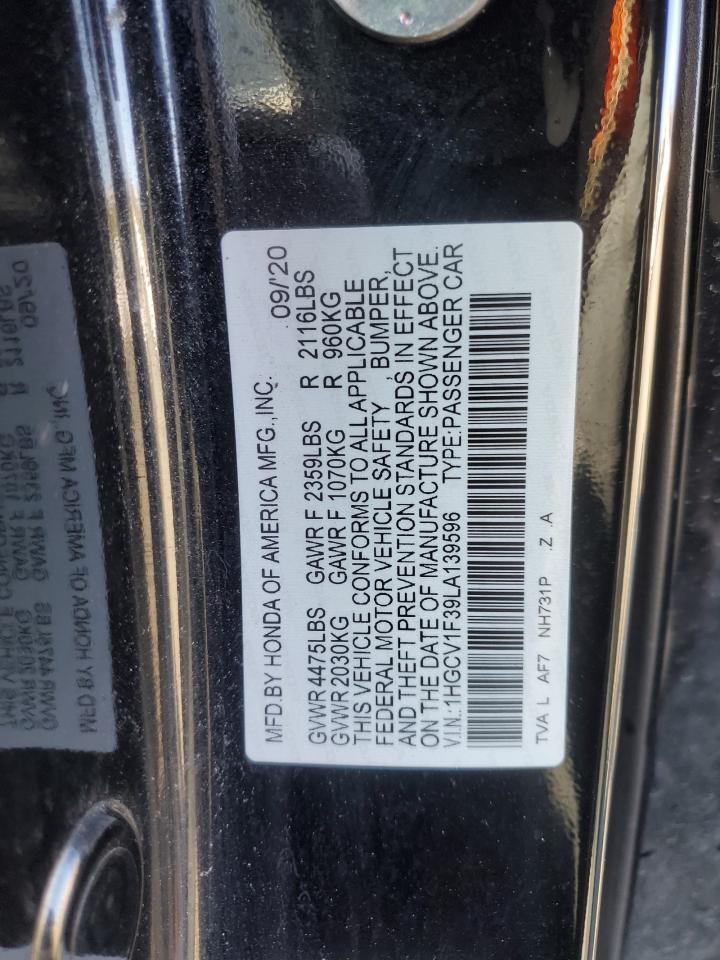 MFD.BY HONDA OF AMERICA MFG.,INC. 09/'20
GVWR 4475LBS GAWR F 2359LBS R 2116LBS
GVWR 2030KG GAWR F 1070KG R 960KG
THIS VEHICLE CONFORMS TO ALL APPLICABLE
FEDERAL MOTOR VEHICLE SAFETY, BUMPER,
AND THEFT PREVENTION STANDARDS IN EFFECT
ON THE DATE OF MANUFACTURE SHOWN ABOVE.
V.I.N.:1HGCV1F39LA139596 TYPE:PASSENGER CAR
TVA L AF7 NH731P .Z .A